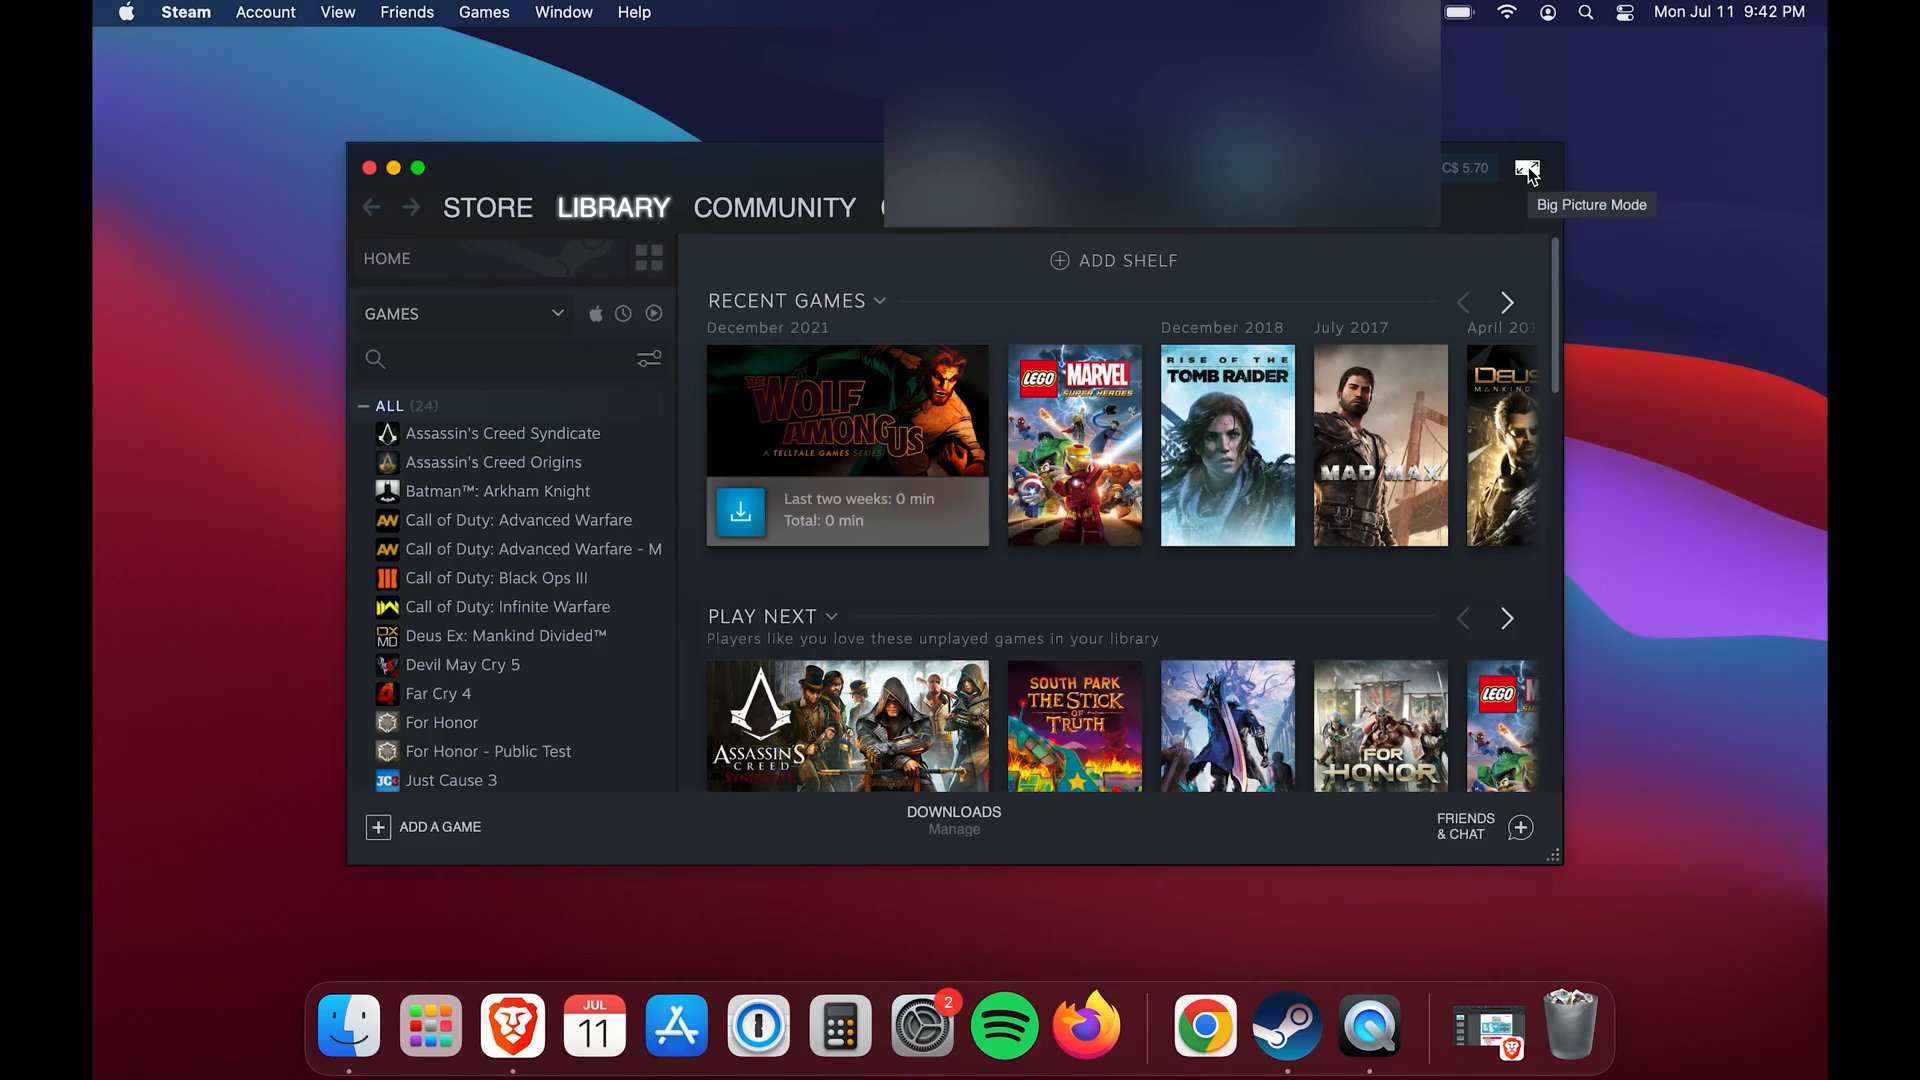 Steam Account View Friends Games Window Help
Mon Jul 11 9:42 PM
C$ 5.70
Big Picture Mode
STORE LIBRARY COMMUNITY
HOME
ADD SHELF
GAMES
RECENT GAMES
December 2021
December 2018
July 2017
April 201
THE WOLF AMONG US
A TELLTALE GAMES SERIES
Last two weeks: 0 min
Total: 0 min
LEGO MARVEL
SUPER HEROES
RISE OF THE
TOMB RAIDER
MAD MAX
DEUS
MANKIND
ALL (24)
Assassin's Creed Syndicate
Assassin's Creed Origins
Batman™: Arkham Knight
AW Call of Duty: Advanced Warfare
AW Call of Duty: Advanced Warfare - M
III Call of Duty: Black Ops III
Call of Duty: Infinite Warfare
DX MD Deus Ex: Mankind Divided™
Devil May Cry 5
4 Far Cry 4
For Honor
For Honor - Public Test
JC3 Just Cause 3
PLAY NEXT
Players like you love these unplayed games in your library
ASSASSIN'S
CREED
SYNDICATE
SOUTH PARK
THE STICK
OF
TRUTH
FOR
HONOR
LEGO M
ADD A GAME
DOWNLOADS
Manage
FRIENDS
& CHAT
JUL
11
2